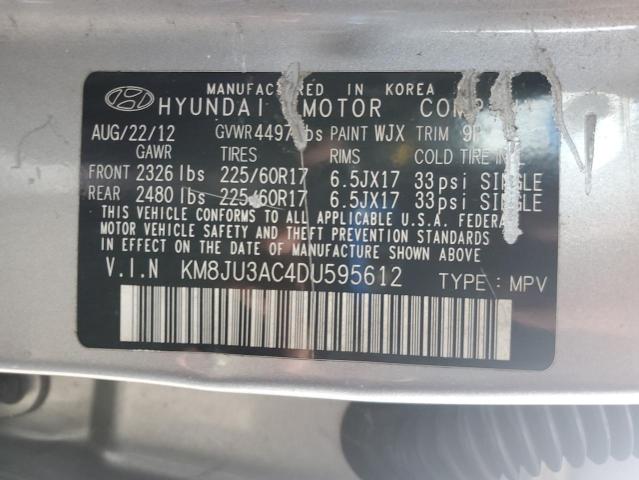 MANUFACTURED IN KOREA
HYUNDAI MOTOR
AUG/22/12 GVWR 4497 lbs PAINT WJX TRIM
GAWR TIRES RIMS COLD TIRE
FRONT 2326 lbs 225/60R17 6.5JX17 33psi SINGLE
REAR 2480 lbs 225/60R17 6.5JX17 33psi SINGLE
THIS VEHICLE CONFORMS TO ALL APPLICABLE U.S.A. FEDERAL
MOTOR VEHICLE SAFETY AND THEFT PREVENTION STANDARDS
IN EFFECT ON THE DATE OF MANUFACTURE SHOWN ABOVE.
V.I.N KM8JU3AC4DU595612 TYPE : MPV